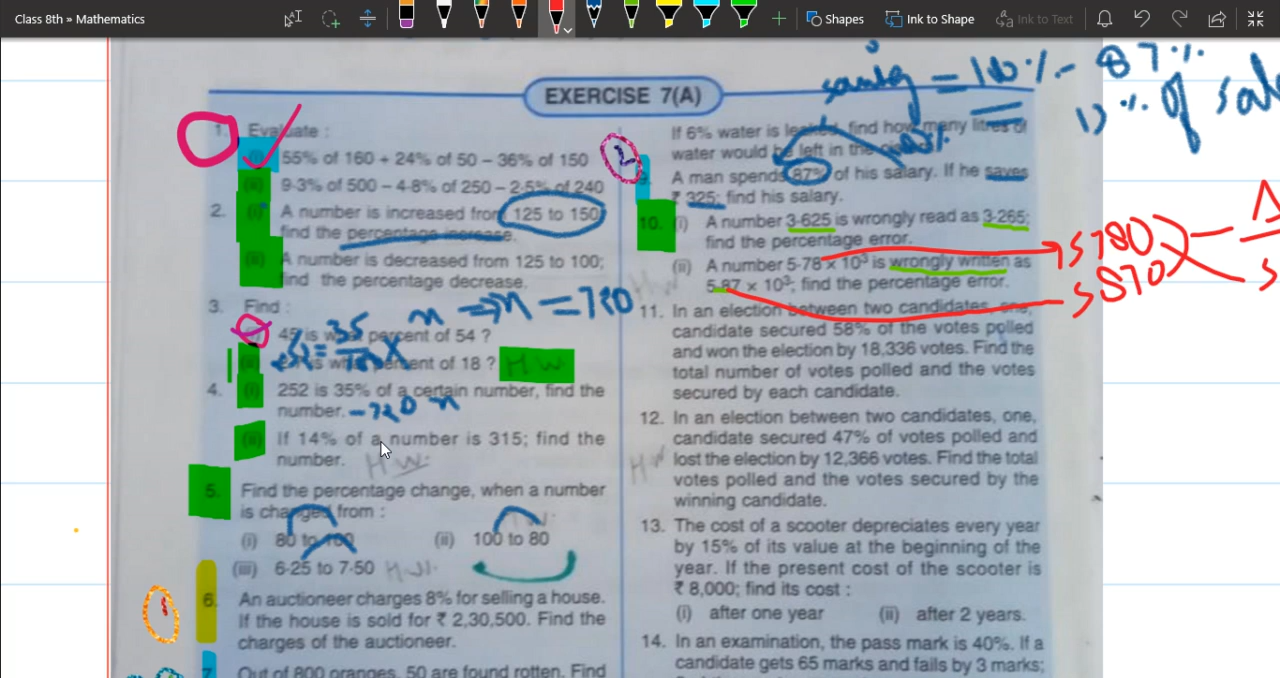 Class 8th » Mathematics
Shapes
Ink to Shape
Ink to Text
EXERCISE 7(A)
1. Evaluate :
(i) 55% of 160 + 24% of 50 – 36% of 150
(ii) 9·3% of 500 – 4·8% of 250 – 2·5% of 240
2. (i) A number is increased from 125 to 150;
find the percentage increase.
(ii) A number is decreased from 125 to 100;
find the percentage decrease.
3. Find :
45 is what percent of 54 ?
is what percent of 18 ? HW
4. (i) 252 is 35% of a certain number, find the
number.
(ii) If 14% of a number is 315; find the
number. HW
5. Find the percentage change, when a number
is changed from :
(i) 80 to 100 (ii) 100 to 80
(iii) 6·25 to 7·50 HW
6. An auctioneer charges 8% for selling a house.
If the house is sold for ₹ 2,30,500. Find the
charges of the auctioneer.
7. Out of 800 oranges, 50 are found rotten. Find
If 6% water is leaked, find how many litres of
water would be left in the
9. A man spends 87% of his salary. If he saves
₹ 325; find his salary.
10. (i) A number 3·625 is wrongly read as 3·265;
find the percentage error.
(ii) A number 5·78 × 10³ is wrongly written as
5·87 × 10³; find the percentage error.
HW
11. In an election between two candidates, one,
candidate secured 58% of the votes polled
and won the election by 18,336 votes. Find the
total number of votes polled and the votes
secured by each candidate.
12. In an election between two candidates, one,
candidate secured 47% of votes polled and
HW lost the election by 12,366 votes. Find the total
votes polled and the votes secured by the
winning candidate.
13. The cost of a scooter depreciates every year
by 15% of its value at the beginning of the
year. If the present cost of the scooter is
₹ 8,000; find its cost :
(i) after one year (ii) after 2 years.
14. In an examination, the pass mark is 40%. If a
candidate gets 65 marks and fails by 3 marks;
5780
5870